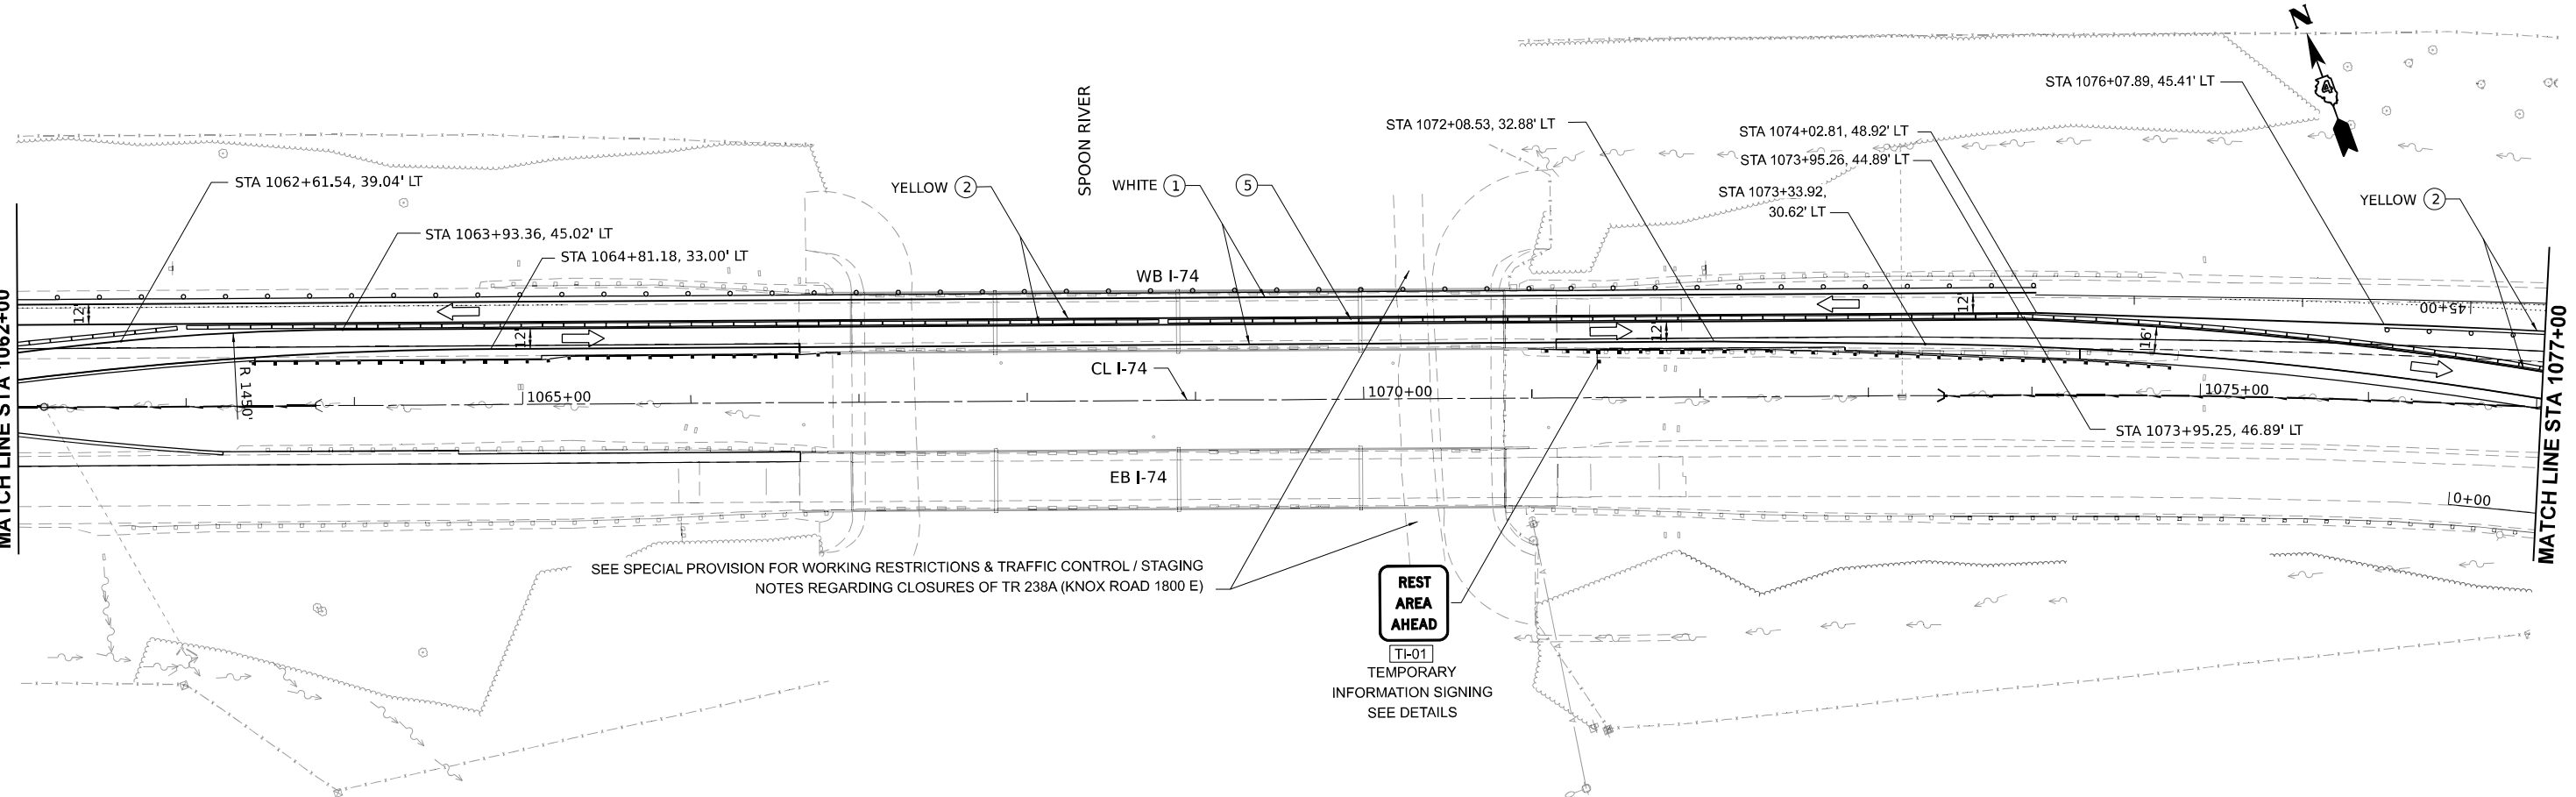 N
4
STA 1076+07.89, 45.41' LT
SPOON RIVER
STA 1072+08.53, 32.88' LT
STA 1074+02.81, 48.92' LT
STA 1073+95.26, 44.89' LT
STA 1062+61.54, 39.04' LT
YELLOW 2
WHITE 1
5
STA 1073+33.92,
30.62' LT
YELLOW 2
STA 1063+93.36, 45.02' LT
STA 1064+81.18, 33.00' LT
WB I-74
MATCH LINE STA 1062+00
12'
12'
12'
12'
16'
45+00
R 1450'
CL I-74
1065+00
1070+00
1075+00
STA 1073+95.25, 46.89' LT
MATCH LINE STA 1077+00
EB I-74
0+00
SEE SPECIAL PROVISION FOR WORKING RESTRICTIONS & TRAFFIC CONTROL / STAGING
NOTES REGARDING CLOSURES OF TR 238A (KNOX ROAD 1800 E)
REST
AREA
AHEAD
TI-01
TEMPORARY
INFORMATION SIGNING
SEE DETAILS